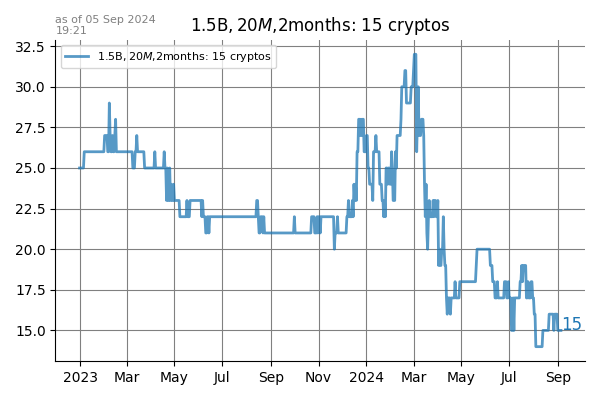 as of 05 Sep 2024
19:21
1.5B, 20M,2months: 15 cryptos
1.5B, 20M,2months: 15 cryptos
32.5
30.0
27.5
25.0
22.5
20.0
17.5
15.0
15
2023 Mar May Jul Sep Nov 2024 Mar May Jul Sep